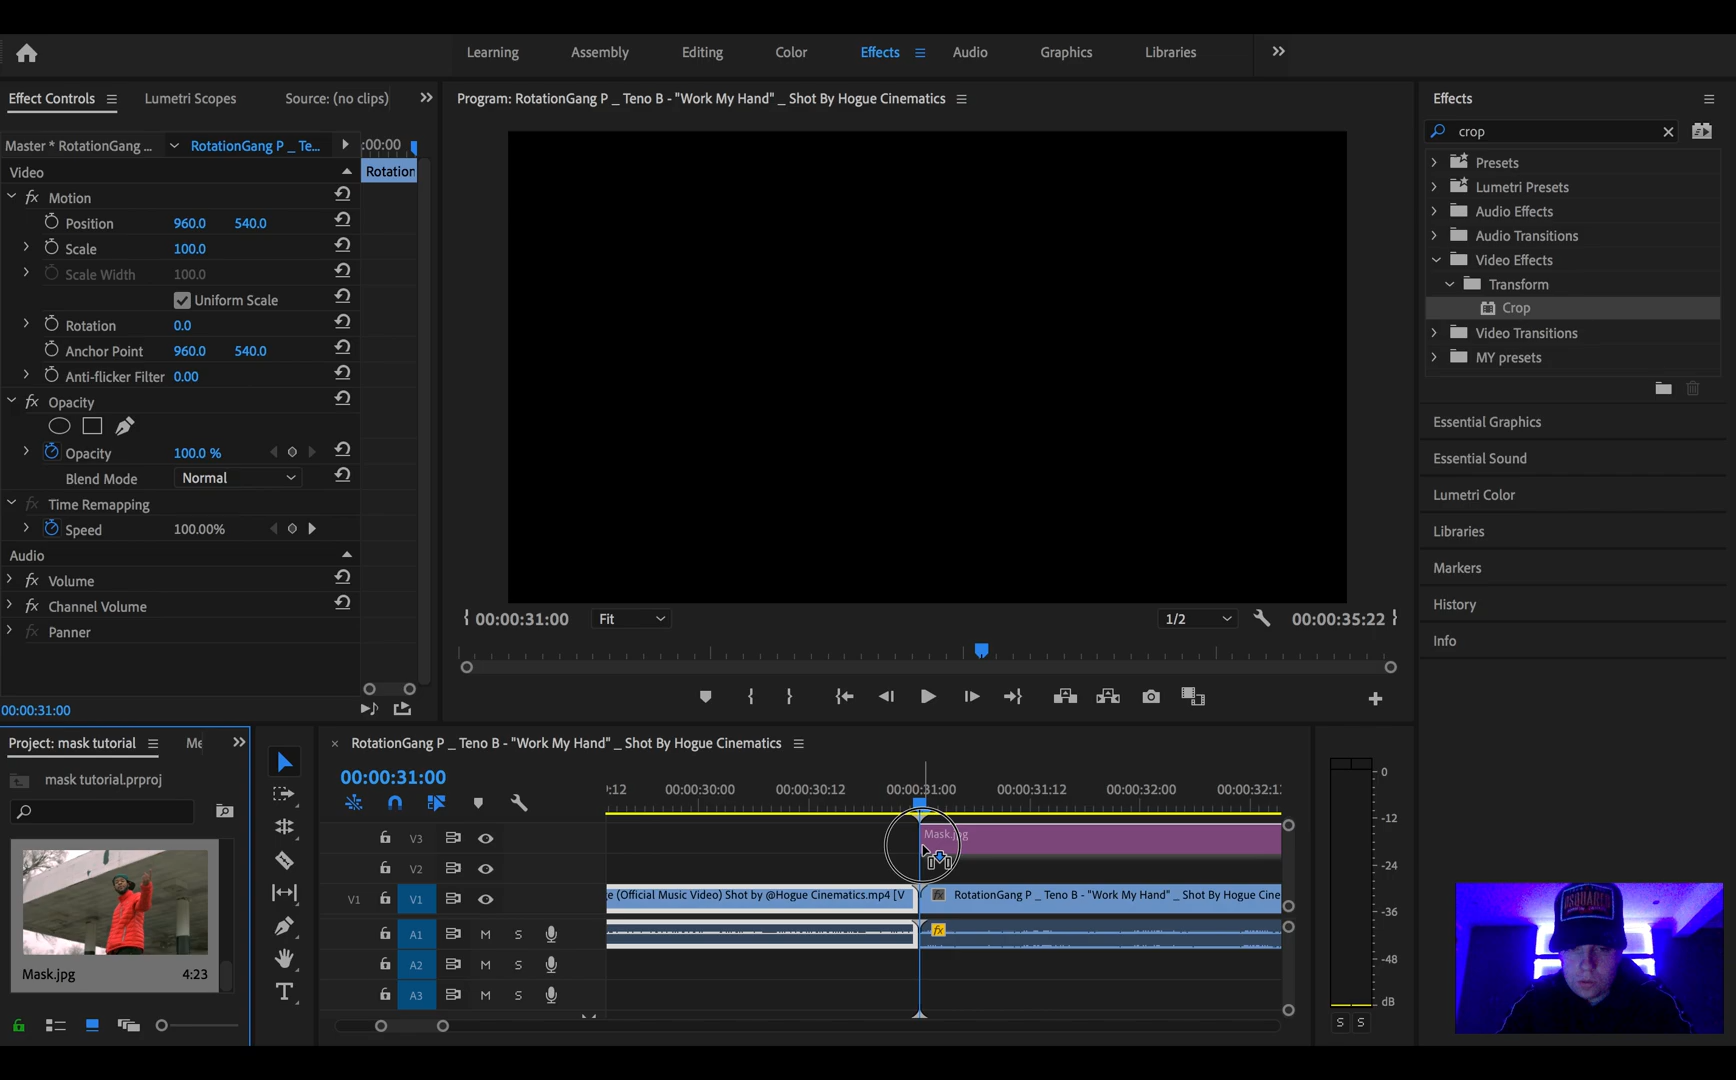 Learning Assembly Editing Color Effects Audio Graphics Libraries
Effect Controls Lumetri Scopes Source: (no clips)
Program: RotationGang P _ Teno B - "Work My Hand" _ Shot By Hogue Cinematics
Effects
crop
Master * RotationGang ... RotationGang P _ Te... :00:00
Video Rotation
Motion
Position 960.0 540.0
Scale 100.0
Scale Width 100.0
Uniform Scale
Rotation 0.0
Anchor Point 960.0 540.0
Anti-flicker Filter 0.00
fx Opacity
Opacity 100.0 %
Blend Mode Normal
fx Time Remapping
Speed 100.00%
Audio
fx Volume
fx Channel Volume
fx Panner
00:00:31:00
Presets
Lumetri Presets
Audio Effects
Audio Transitions
Video Effects
Transform
Crop
Video Transitions
MY presets
Essential Graphics
Essential Sound
Lumetri Color
Libraries
Markers
History
Info
00:00:31:00 Fit 1/2 00:00:35:22
Project: mask tutorial Me
mask tutorial.prproj
Mask.jpg 4:23
RotationGang P _ Teno B - "Work My Hand" _ Shot By Hogue Cinematics
00:00:31:00
:12 00:00:30:00 00:00:30:12 00:00:31:00 00:00:31:12 00:00:32:00 00:00:32:1
V3 Mask.jpg
V2
V1 V1 e (Official Music Video) Shot by @Hogue Cinematics.mp4 [V fx RotationGang P _ Teno B - "Work My Hand" _ Shot By Hogue Cine
A1 M S fx
A2 M S
A3 M S
0
-12
-24
-36
-48
dB
S S